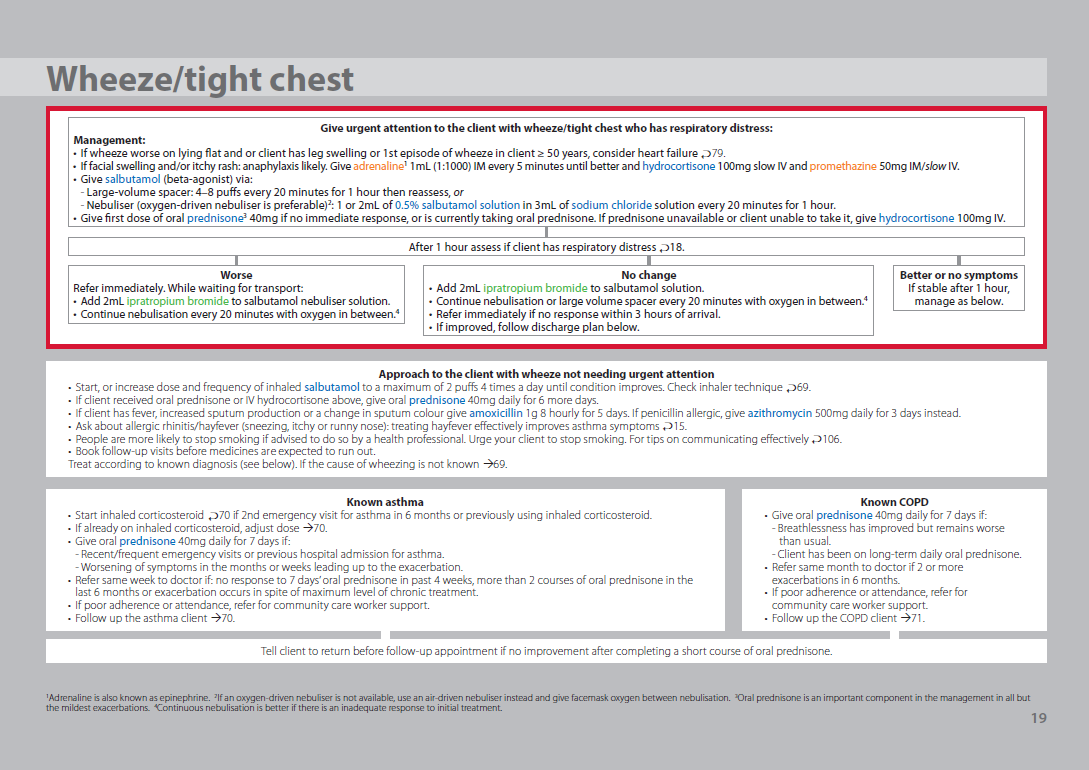 Wheeze/tight chest
Give urgent attention to the client with wheeze/tight chest who has respiratory distress:
Management:
• If wheeze worse on lying flat and or client has leg swelling or 1st episode of wheeze in client ≥ 50 years, consider heart failure ⮌79.
• If facial swelling and/or itchy rash: anaphylaxis likely. Give adrenaline¹ 1mL (1:1000) IM every 5 minutes until better and hydrocortisone 100mg slow IV and promethazine 50mg IM/slow IV.
• Give salbutamol (beta-agonist) via:
- Large-volume spacer: 4–8 puffs every 20 minutes for 1 hour then reassess, or
- Nebuliser (oxygen-driven nebuliser is preferable)²: 1 or 2mL of 0.5% salbutamol solution in 3mL of sodium chloride solution every 20 minutes for 1 hour.
• Give first dose of oral prednisone³ 40mg if no immediate response, or is currently taking oral prednisone. If prednisone unavailable or client unable to take it, give hydrocortisone 100mg IV.
After 1 hour assess if client has respiratory distress ⮌18.
Worse
Refer immediately. While waiting for transport:
• Add 2mL ipratropium bromide to salbutamol nebuliser solution.
• Continue nebulisation every 20 minutes with oxygen in between.⁴
No change
• Add 2mL ipratropium bromide to salbutamol solution.
• Continue nebulisation or large volume spacer every 20 minutes with oxygen in between.⁴
• Refer immediately if no response within 3 hours of arrival.
• If improved, follow discharge plan below.
Better or no symptoms
If stable after 1 hour,
manage as below.
Approach to the client with wheeze not needing urgent attention
• Start, or increase dose and frequency of inhaled salbutamol to a maximum of 2 puffs 4 times a day until condition improves. Check inhaler technique ⮌69.
• If client received oral prednisone or IV hydrocortisone above, give oral prednisone 40mg daily for 6 more days.
• If client has fever, increased sputum production or a change in sputum colour give amoxicillin 1g 8 hourly for 5 days. If penicillin allergic, give azithromycin 500mg daily for 3 days instead.
• Ask about allergic rhinitis/hayfever (sneezing, itchy or runny nose): treating hayfever effectively improves asthma symptoms ⮌15.
• People are more likely to stop smoking if advised to do so by a health professional. Urge your client to stop smoking. For tips on communicating effectively ⮌106.
• Book follow-up visits before medicines are expected to run out.
Treat according to known diagnosis (see below). If the cause of wheezing is not known →69.
Known asthma
• Start inhaled corticosteroid ⮌70 if 2nd emergency visit for asthma in 6 months or previously using inhaled corticosteroid.
• If already on inhaled corticosteroid, adjust dose →70.
• Give oral prednisone 40mg daily for 7 days if:
- Recent/frequent emergency visits or previous hospital admission for asthma.
- Worsening of symptoms in the months or weeks leading up to the exacerbation.
• Refer same week to doctor if: no response to 7 days' oral prednisone in past 4 weeks, more than 2 courses of oral prednisone in the
last 6 months or exacerbation occurs in spite of maximum level of chronic treatment.
• If poor adherence or attendance, refer for community care worker support.
• Follow up the asthma client →70.
Known COPD
• Give oral prednisone 40mg daily for 7 days if:
- Breathlessness has improved but remains worse
than usual.
- Client has been on long-term daily oral prednisone.
• Refer same month to doctor if 2 or more
exacerbations in 6 months.
• If poor adherence or attendance, refer for
community care worker support.
• Follow up the COPD client →71.
Tell client to return before follow-up appointment if no improvement after completing a short course of oral prednisone.
¹Adrenaline is also known as epinephrine. ²If an oxygen-driven nebuliser is not available, use an air-driven nebuliser instead and give facemask oxygen between nebulisation. ³Oral prednisone is an important component in the management in all but
the mildest exacerbations. ⁴Continuous nebulisation is better if there is an inadequate response to initial treatment.
19